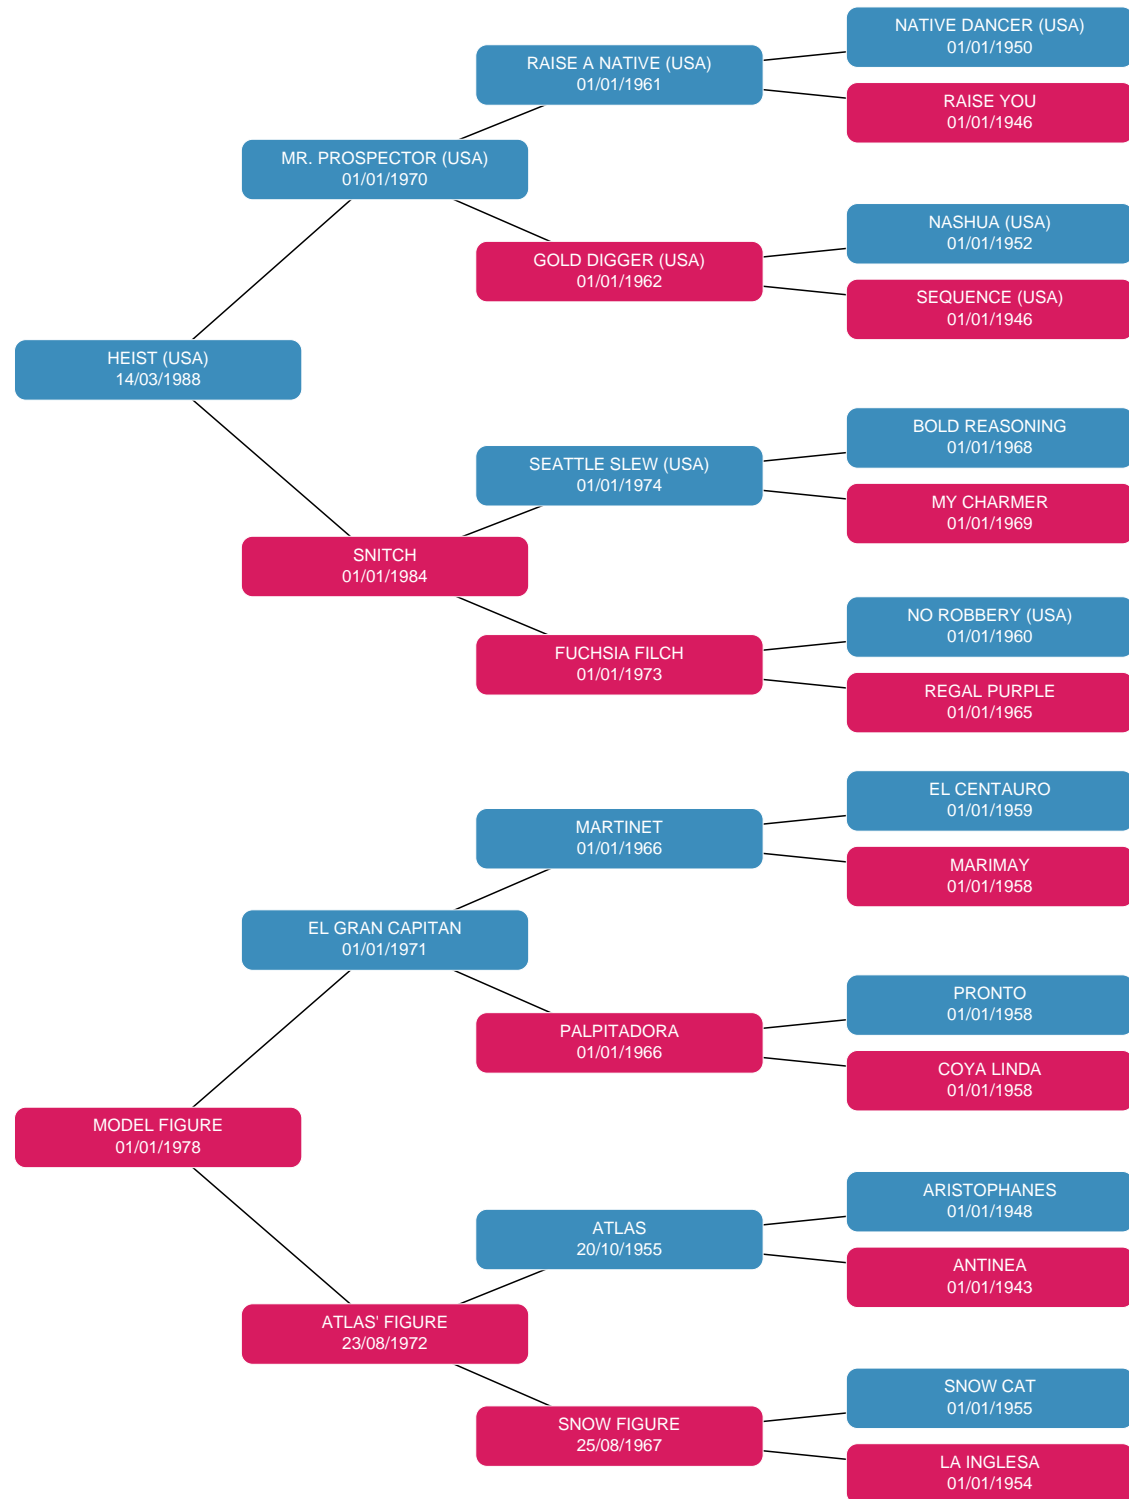 NATIVE DANCER (USA)
01/01/1950
RAISE A NATIVE (USA)
01/01/1961
RAISE YOU
01/01/1946
MR. PROSPECTOR (USA)
01/01/1970
NASHUA (USA)
01/01/1952
GOLD DIGGER (USA)
01/01/1962
SEQUENCE (USA)
01/01/1946
HEIST (USA)
14/03/1988
BOLD REASONING
01/01/1968
SEATTLE SLEW (USA)
01/01/1974
MY CHARMER
01/01/1969
SNITCH
01/01/1984
NO ROBBERY (USA)
01/01/1960
FUCHSIA FILCH
01/01/1973
REGAL PURPLE
01/01/1965
EL CENTAURO
01/01/1959
MARTINET
01/01/1966
MARIMAY
01/01/1958
EL GRAN CAPITAN
01/01/1971
PRONTO
01/01/1958
PALPITADORA
01/01/1966
COYA LINDA
01/01/1958
MODEL FIGURE
01/01/1978
ARISTOPHANES
01/01/1948
ATLAS
20/10/1955
ANTINEA
01/01/1943
ATLAS' FIGURE
23/08/1972
SNOW CAT
01/01/1955
SNOW FIGURE
25/08/1967
LA INGLESA
01/01/1954